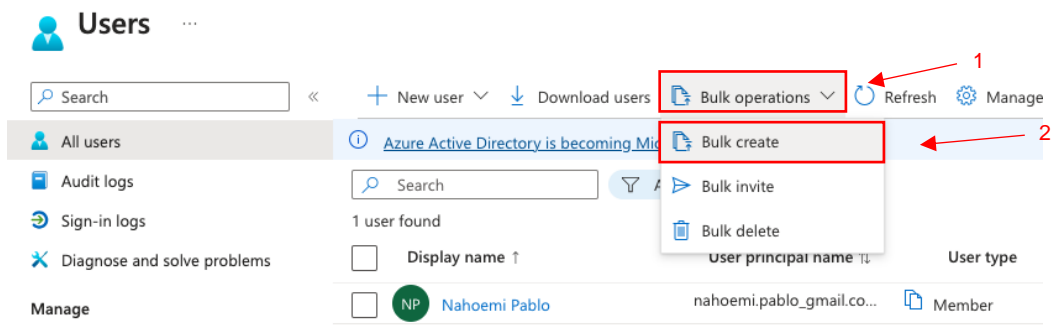 Users ...
1
Search « + New user Download users Bulk operations Refresh Manage
2
All users Azure Active Directory is becoming Mic Bulk create
Audit logs Search Bulk invite
Sign-in logs 1 user found Bulk delete
Diagnose and solve problems Display name ↑ User principal name ↑↓ User type
Manage NP Nahoemi Pablo nahoemi.pablo_gmail.co... Member